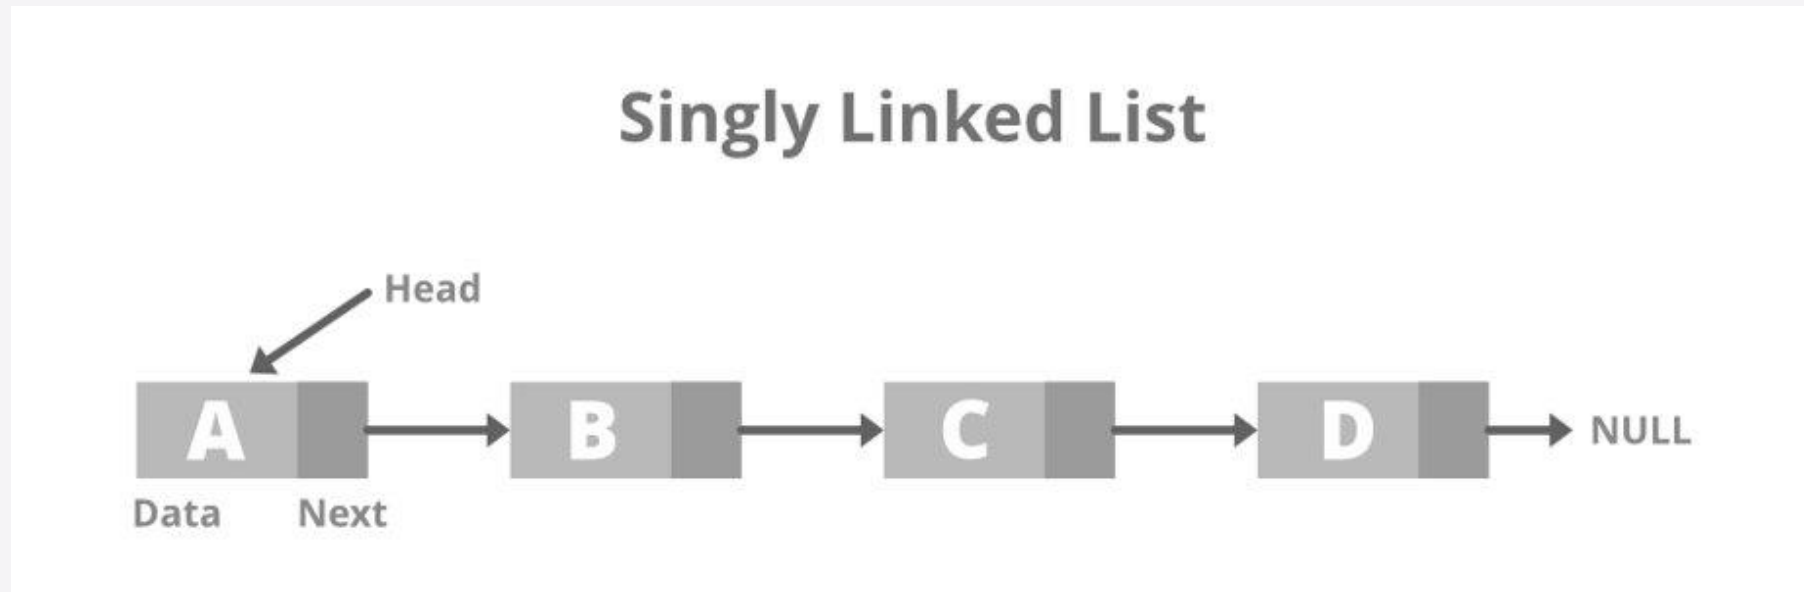 Singly Linked List
Head
A
B
C
D
NULL
Data
Next